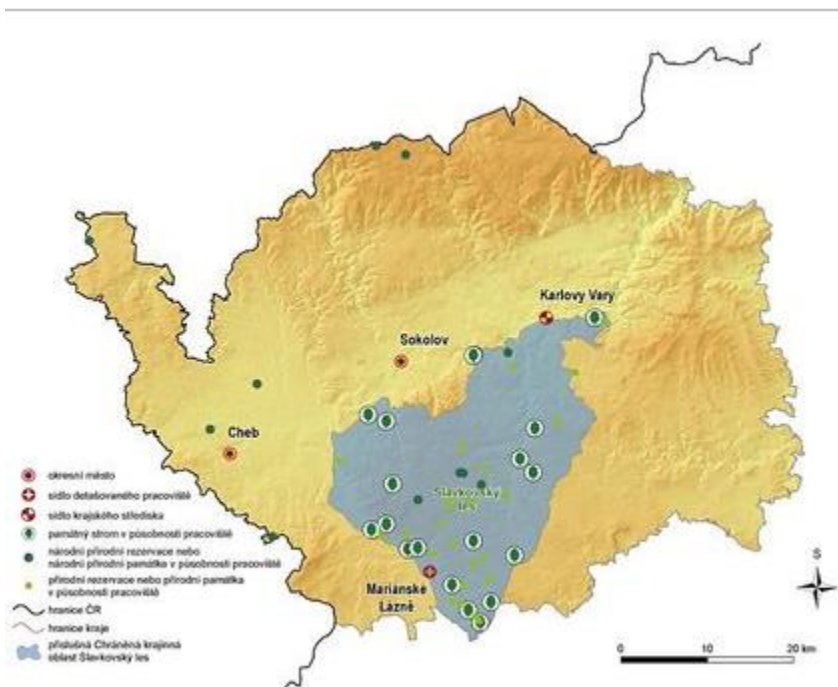 Karlovy Vary
Sokolov
Cheb
Slavkovský
les
Mariánské
Lázně
okresní město
sídlo detašovaného pracoviště
sídlo krajského střediska
památný strom v působnosti pracoviště
národní přírodní rezervace nebo
národní přírodní památka v působnosti pracoviště
přírodní rezervace nebo přírodní památka
v působnosti pracoviště
hranice ČR
hranice kraje
příslušná Chráněná krajinná
oblast Slavkovský les
S
0 10 20 km